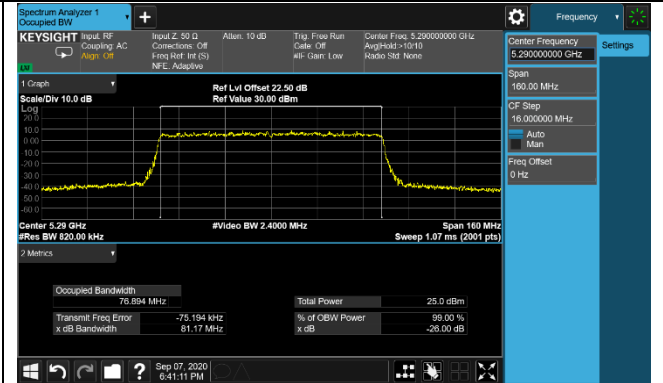 Spectrum Analyzer 1
Occupied BW
Frequency
KEYSIGHT
Input: RF
Coupling: AC
Align: Off
Input Z: 50 Ω
Corrections: Off
Freq Ref: Int (S)
NFE: Adaptive
Atten: 10 dB
Trig: Free Run
Gate: Off
#IF Gain: Low
Center Freq: 5.290000000 GHz
Avg|Hold:>10/10
Radio Std: None
LXI
Center Frequency
5.290000000 GHz
Settings
Span
160.00 MHz
CF Step
16.000000 MHz
Auto
Man
Freq Offset
0 Hz
1 Graph
Scale/Div 10.0 dB
Ref Lvl Offset 22.50 dB
Ref Value 30.00 dBm
Log
20.0
10.0
0.00
-10.0
-20.0
-30.0
-40.0
-50.0
-60.0
Center 5.29 GHz
#Video BW 2.4000 MHz
Span 160 MHz
#Res BW 820.00 kHz
Sweep 1.07 ms (2001 pts)
2 Metrics
Occupied Bandwidth
76.894 MHz
Total Power 25.0 dBm
Transmit Freq Error -75.194 kHz
% of OBW Power 99.00 %
x dB Bandwidth 81.17 MHz
x dB -26.00 dB
?
Sep 07, 2020
6:41:11 PM